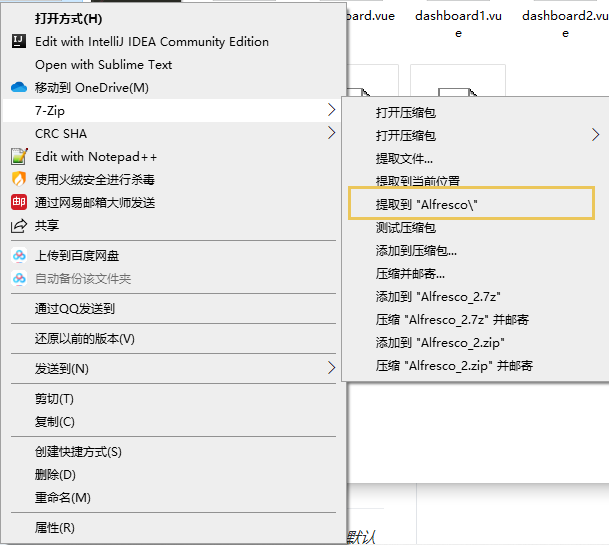 打开方式(H)
Edit with IntelliJ IDEA Community Edition
Open with Sublime Text
移动到 OneDrive(M)
7-Zip
CRC SHA
Edit with Notepad++
使用火绒安全进行杀毒
通过网易邮箱大师发送
共享
上传到百度网盘
自动备份该文件夹
通过QQ发送到
还原以前的版本(V)
发送到(N)
剪切(T)
复制(C)
创建快捷方式(S)
删除(D)
重命名(M)
属性(R)
board.vue
dashboard1.vu
e
dashboard2.vu
e
打开压缩包
打开压缩包
提取文件...
提取到当前位置
提取到 "Alfresco\"
测试压缩包
添加到压缩包...
压缩并邮寄...
添加到 "Alfresco_2.7z"
压缩 "Alfresco_2.7z" 并邮寄
添加到 "Alfresco_2.zip"
压缩 "Alfresco_2.zip" 并邮寄
默认